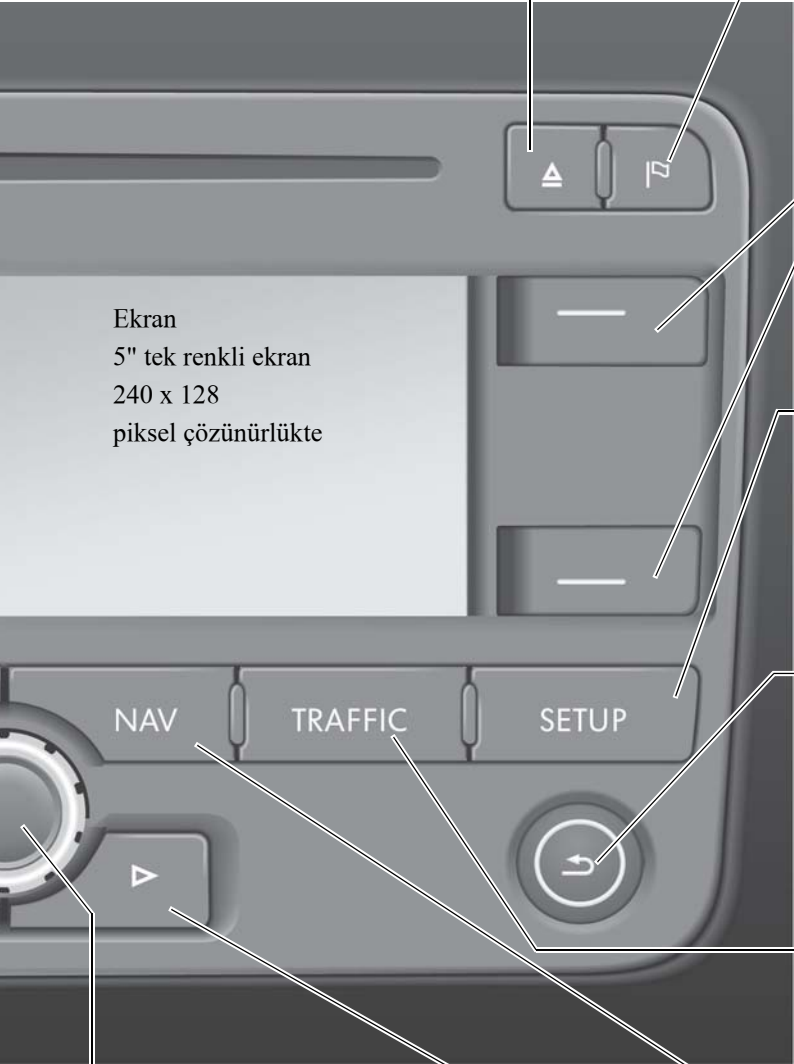 Ekran
5" tek renkli ekran
240 x 128
piksel çözünürlükte
NAV TRAFFIC SETUP